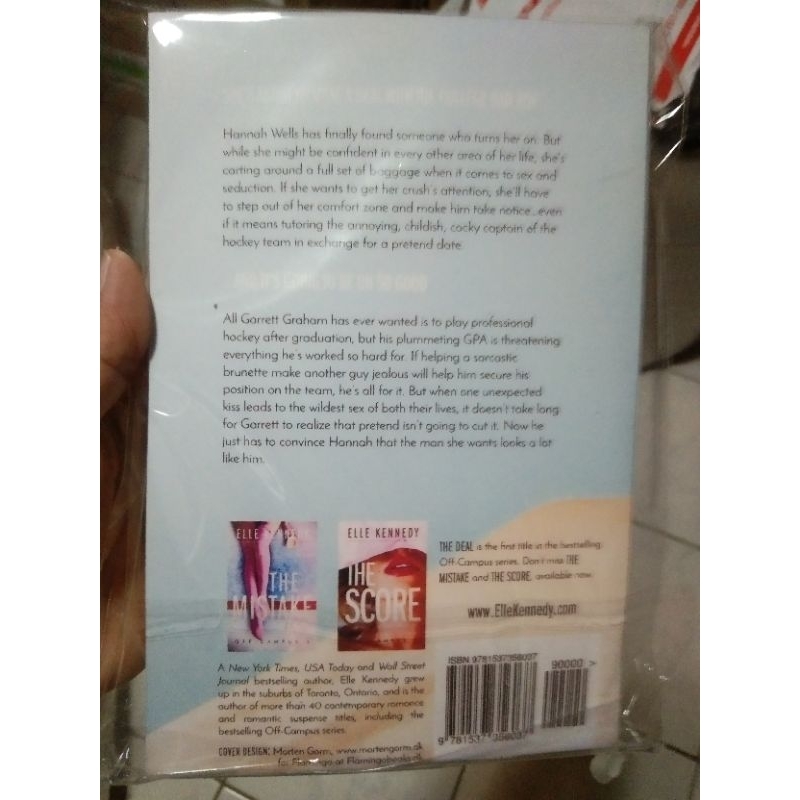 Hannah Wells has finally found someone who turns her on. But
while she might be confident in every other area of her life, she's
carting around a full set of baggage when it comes to sex and
seduction. If she wants to get her crush's attention, she'll have
to step out of her comfort zone and make him take notice...even
if it means tutoring the annoying, childish, cocky captain of the
hockey team in exchange for a pretend date.
All Garrett Graham has ever wanted is to play professional
hockey after graduation, but his plummeting GPA is threatening
everything he's worked so hard for. If helping a sarcastic
brunette make another guy jealous will help him secure his
position on the team, he's all for it. But when one unexpected
kiss leads to the wildest sex of both their lives, it doesn't take long
for Garrett to realize that pretend isn't going to cut it. Now he
just has to convince Hannah that the man she wants looks a lot
like him.
ELLE
THE
MISTAKE
OFF-CAMPUS
ELLE KENNEDY
THE
SCORE
THE DEAL is the first title in the bestselling
Off-Campus series. Don't miss THE
MISTAKE and THE SCORE, available now.
www.ElleKennedy.com
A New York Times, USA Today and Wall Street
Journal bestselling author, Elle Kennedy grew
up in the suburbs of Toronto, Ontario, and is the
author of more than 40 contemporary romance
and romantic suspense titles, including the
bestselling Off-Campus series.
COVER DESIGN: Morten Gorm, www.mortengorm.dk
for Flamingo at Flamingobooks.dk
ISBN 9781537358037
90000 >
9 781537 358037